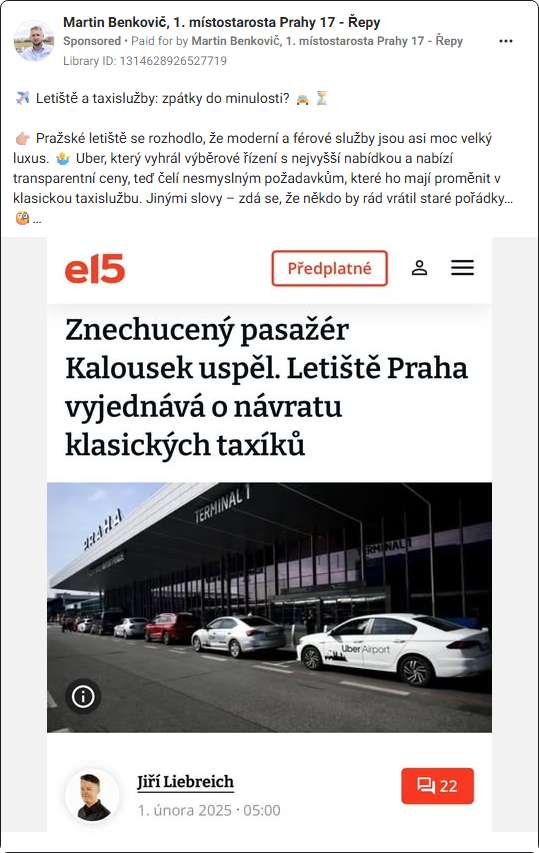 Martin Benkovič, 1. místostarosta Prahy 17 - Řepy
Sponsored • Paid for by Martin Benkovič, 1. místostarosta Prahy 17 - Řepy
Library ID: 1314628926527719
✈️ Letiště a taxislužby: zpátky do minulosti? 🚖 ⏳
👉🏼 Pražské letiště se rozhodlo, že moderní a férové služby jsou asi moc velký
luxus. 🤷‍♂️ Uber, který vyhrál výběrové řízení s nejvyšší nabídkou a nabízí
transparentní ceny, teď čelí nesmyslným požadavkům, které ho mají proměnit v
klasickou taxislužbu. Jinými slovy – zdá se, že někdo by rád vrátil staré pořádky...
...
e15
Předplatné
Znechucený pasažér
Kalousek uspěl. Letiště Praha
vyjednává o návratu
klasických taxíků
PRAHA
TERMINAL 1
TERMINAL 1
Uber Airport
Jiří Liebreich
22
1. února 2025 • 05:00